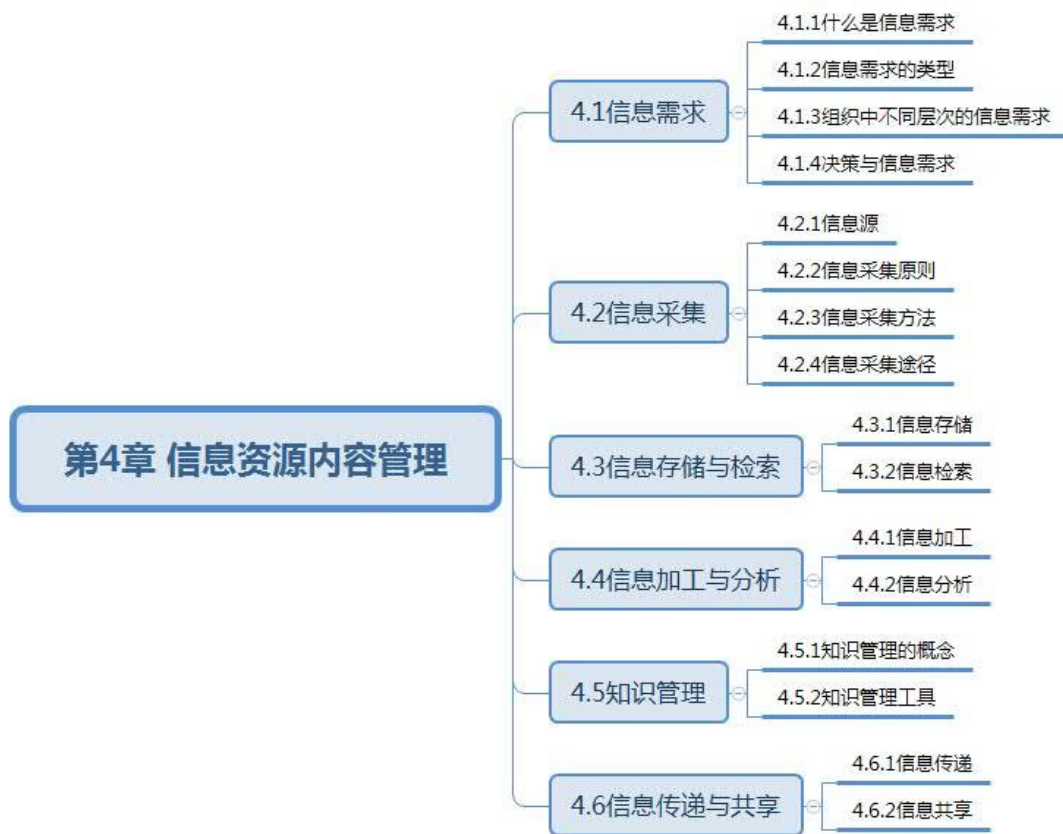 第4章 信息资源内容管理
4.1信息需求
4.1.1什么是信息需求
4.1.2信息需求的类型
4.1.3组织中不同层次的信息需求
4.1.4决策与信息需求
4.2信息采集
4.2.1信息源
4.2.2信息采集原则
4.2.3信息采集方法
4.2.4信息采集途径
4.3信息存储与检索
4.3.1信息存储
4.3.2信息检索
4.4信息加工与分析
4.4.1信息加工
4.4.2信息分析
4.5知识管理
4.5.1知识管理的概念
4.5.2知识管理工具
4.6信息传递与共享
4.6.1信息传递
4.6.2信息共享